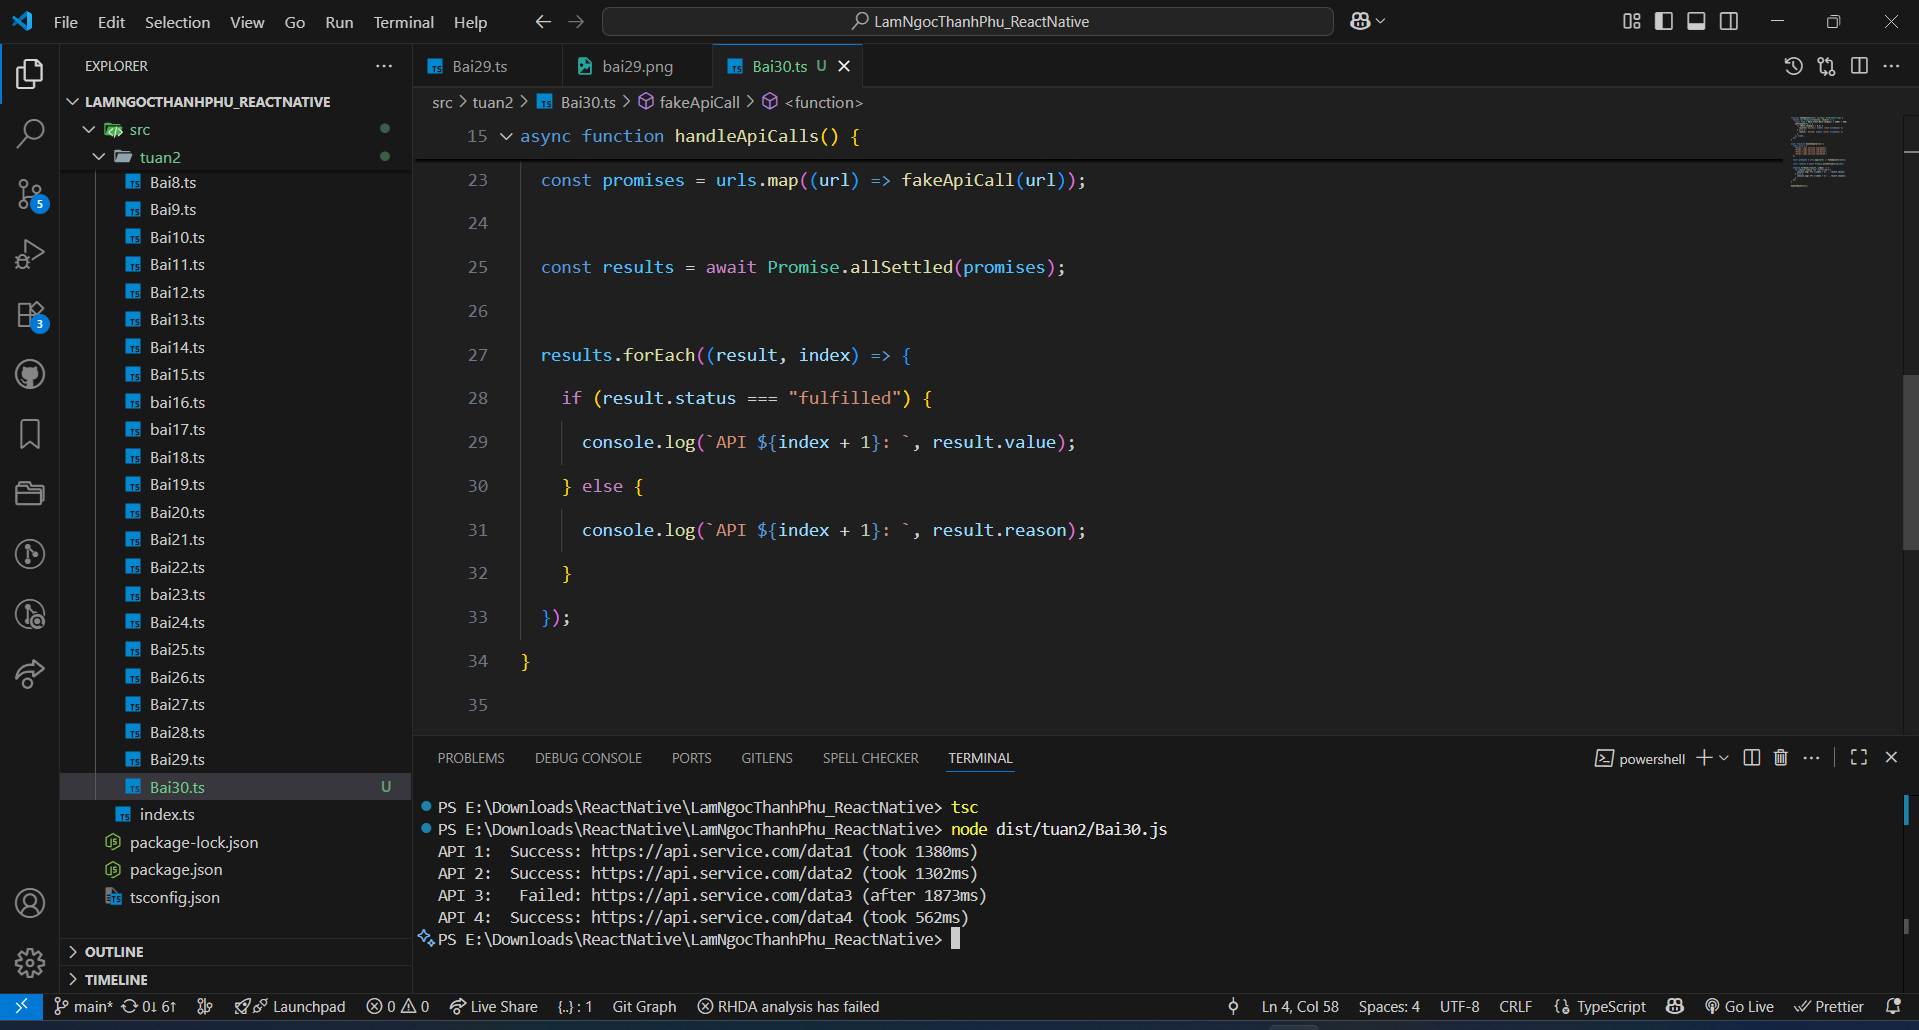 File Edit Selection View Go Run Terminal Help
LamNgocThanhPhu_ReactNative
EXPLORER
LAMNGOCTHANHPHU_REACTNATIVE
src
tuan2
Bai8.ts
Bai9.ts
Bai10.ts
Bai11.ts
Bai12.ts
Bai13.ts
Bai14.ts
Bai15.ts
bai16.ts
bai17.ts
Bai18.ts
Bai19.ts
Bai20.ts
Bai21.ts
Bai22.ts
bai23.ts
Bai24.ts
Bai25.ts
Bai26.ts
Bai27.ts
Bai28.ts
Bai29.ts
Bai30.ts U
index.ts
package-lock.json
package.json
tsconfig.json
OUTLINE
TIMELINE
5
3
Bai29.ts
bai29.png
Bai30.ts U
src > tuan2 > Bai30.ts > fakeApiCall > <function>
15 async function handleApiCalls() {
23 const promises = urls.map((url) => fakeApiCall(url));
24
25 const results = await Promise.allSettled(promises);
26
27 results.forEach((result, index) => {
28 if (result.status === "fulfilled") {
29 console.log(`API ${index + 1}: `, result.value);
30 } else {
31 console.log(`API ${index + 1}: `, result.reason);
32 }
33 });
34 }
35
PROBLEMS DEBUG CONSOLE PORTS GITLENS SPELL CHECKER TERMINAL
powershell
PS E:\Downloads\ReactNative\LamNgocThanhPhu_ReactNative> tsc
PS E:\Downloads\ReactNative\LamNgocThanhPhu_ReactNative> node dist/tuan2/Bai30.js
API 1:  Success: https://api.service.com/data1 (took 1380ms)
API 2:  Success: https://api.service.com/data2 (took 1302ms)
API 3:   Failed: https://api.service.com/data3 (after 1873ms)
API 4:  Success: https://api.service.com/data4 (took 562ms)
PS E:\Downloads\ReactNative\LamNgocThanhPhu_ReactNative>
main* 0↓ 6↑ Launchpad 0 0 Live Share {..} : 1 Git Graph RHDA analysis has failed Ln 4, Col 58 Spaces: 4 UTF-8 CRLF {} TypeScript Go Live Prettier